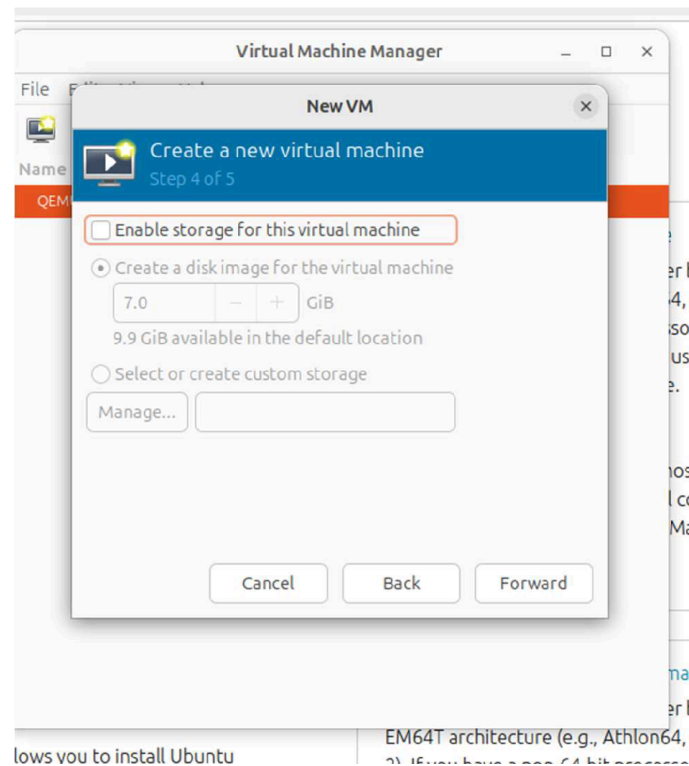 Virtual Machine Manager
File
New VM
Name
Create a new virtual machine
Step 4 of 5
QEM
Enable storage for this virtual machine
Create a disk image for the virtual machine
7.0 − + GiB
9.9 GiB available in the default location
Select or create custom storage
Manage...
Cancel Back Forward
EM64T architecture (e.g., Athlon64,
lows you to install Ubuntu